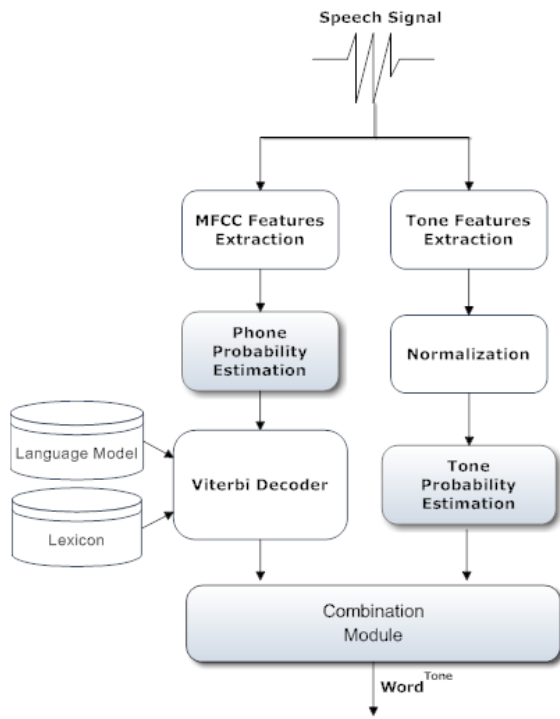 Speech Signal
MFCC Features
Extraction
Tone Features
Extraction
Phone
Probability
Estimation
Normalization
Language Model
Lexicon
Viterbi Decoder
Tone
Probability
Estimation
Combination
Module
Word Tone